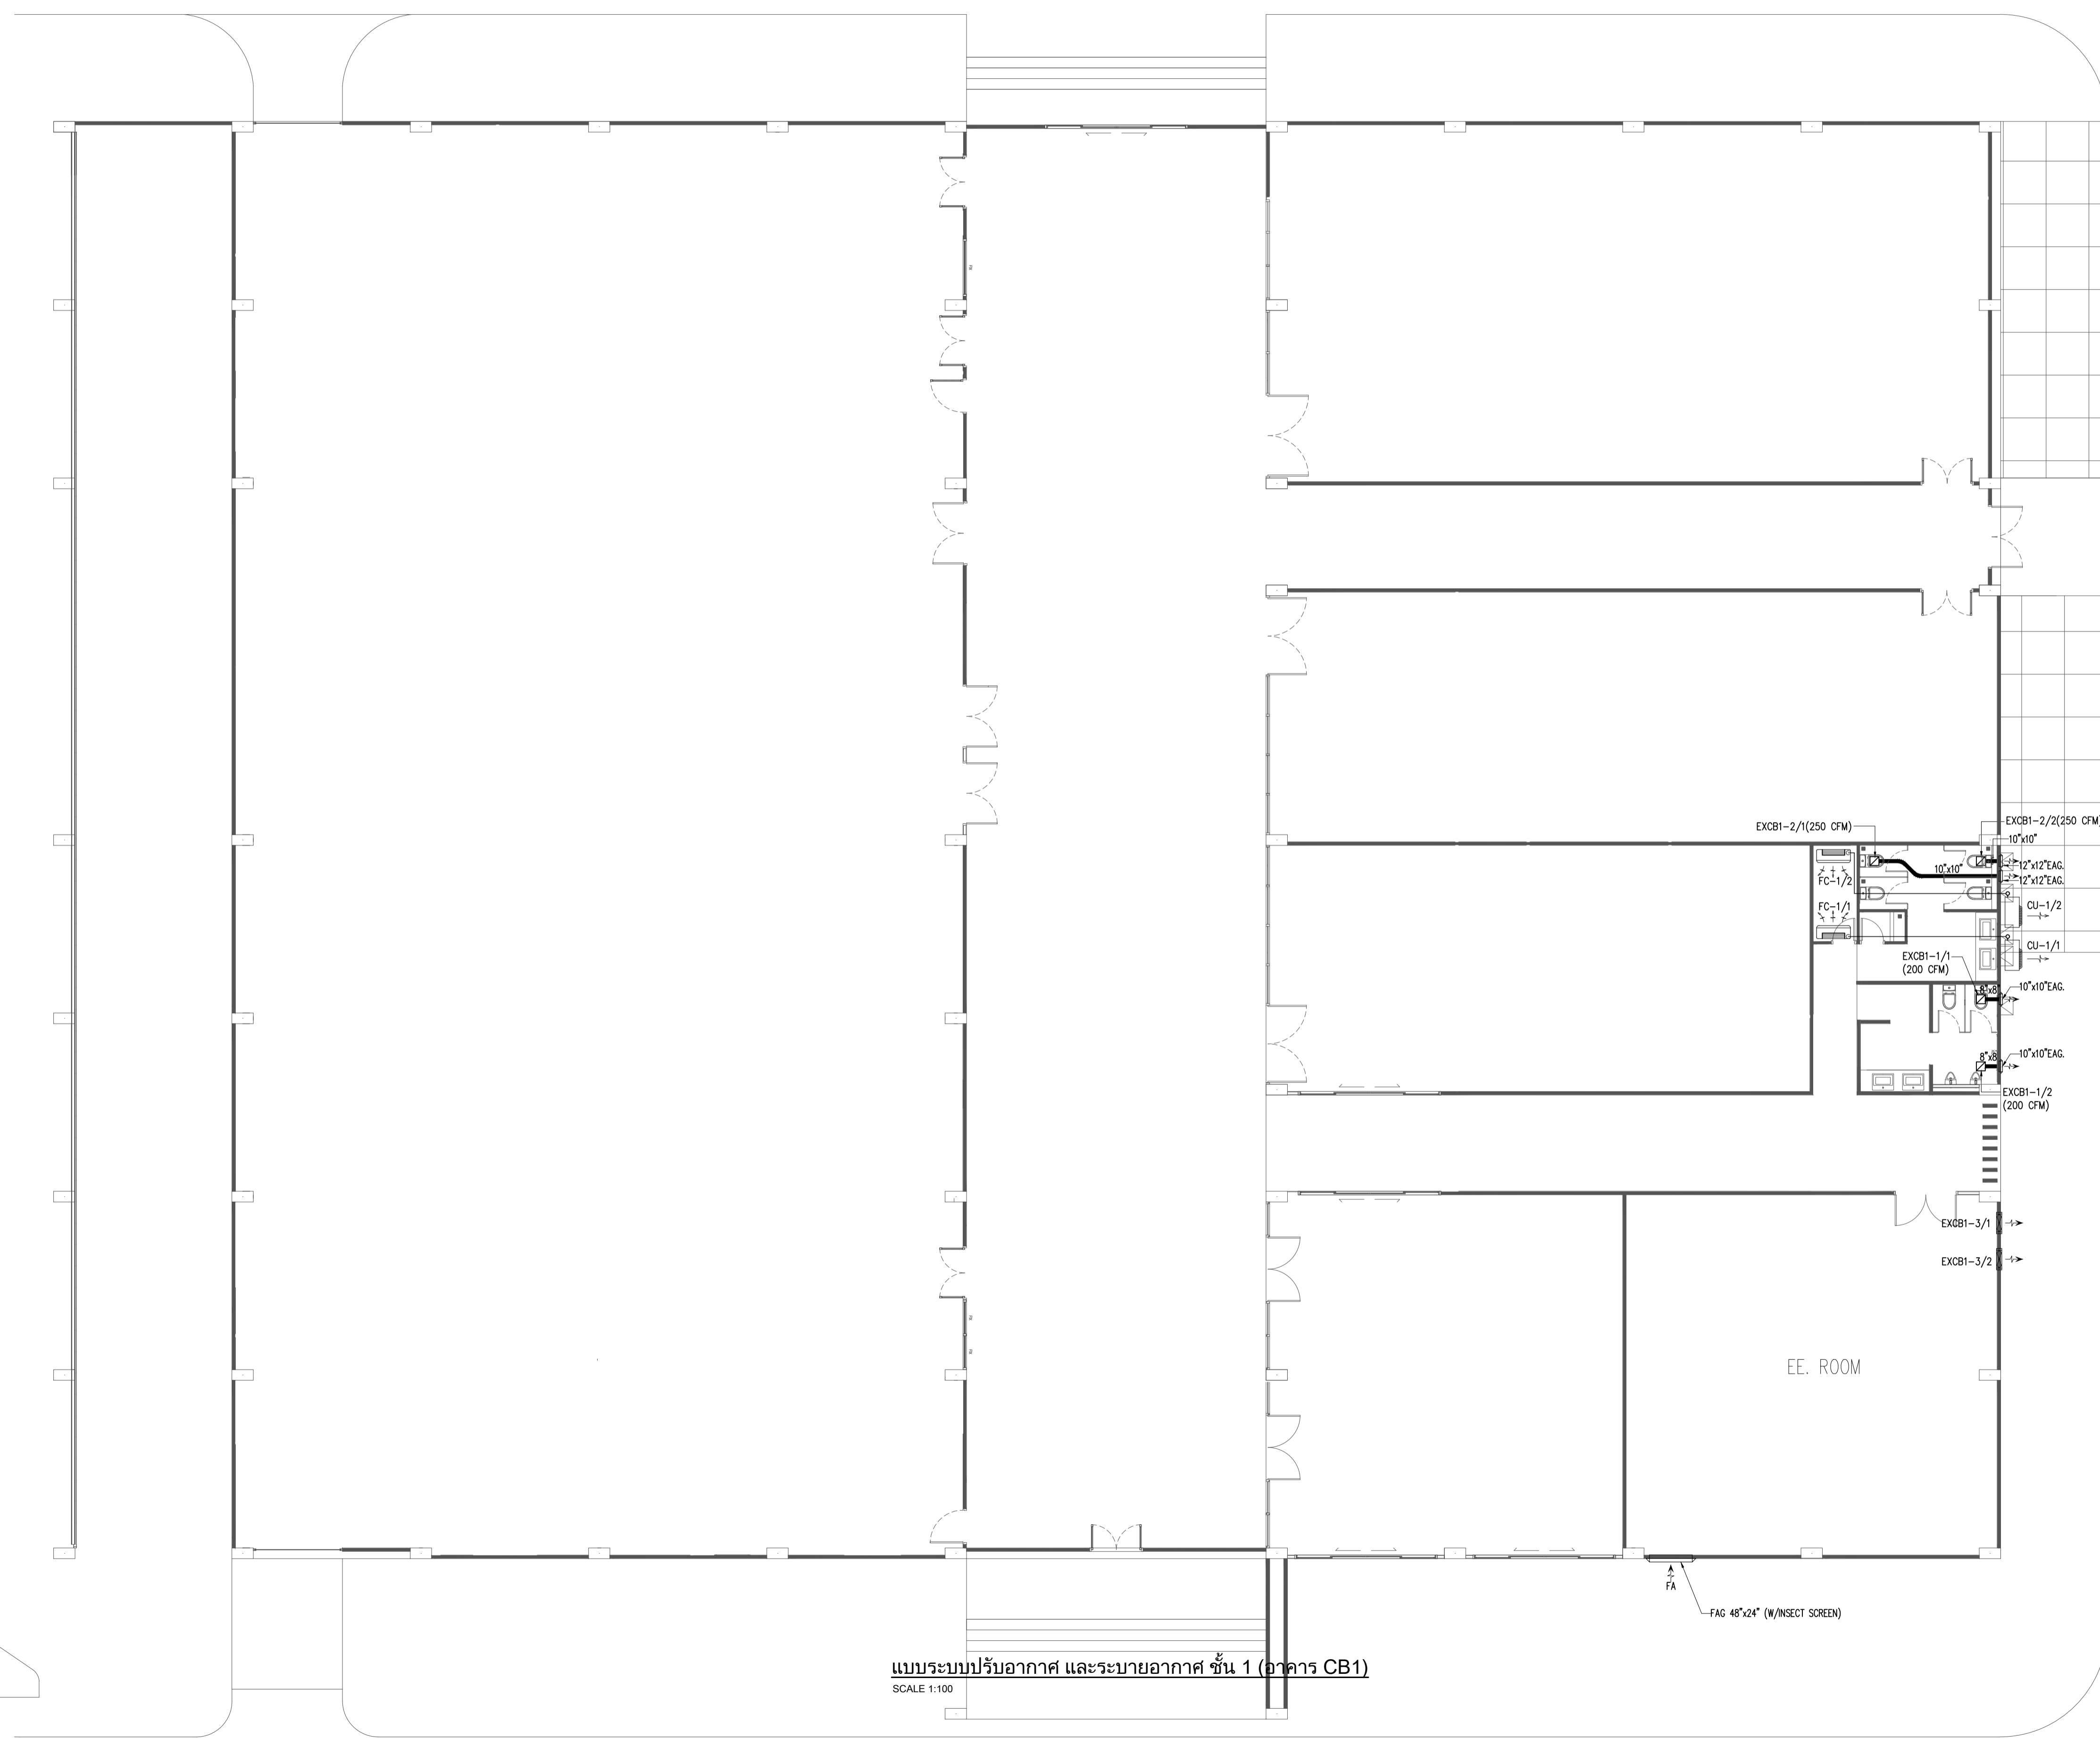 EXCB1-2/1(250 CFM)
EXCB1-2/2(250 CFM
10"x10"
12"x12"EAG.
10"x10"
12"x12"EAG.
FC-1/2
FC-1/1
CU-1/2
CU-1/1
EXCB1-1/1
(200 CFM)
8"x8"
10"x10"EAG.
8"x8
10"x10"EAG.
EXCB1-1/2
(200 CFM)
EXCB1-3/1
EXCB1-3/2
EE. ROOM
FA
FAG 48"x24" (W/INSECT SCREEN)
แบบระบบปรับอากาศ และระบายอากาศ ชั้น 1 (อาคาร CB1)
SCALE 1:100